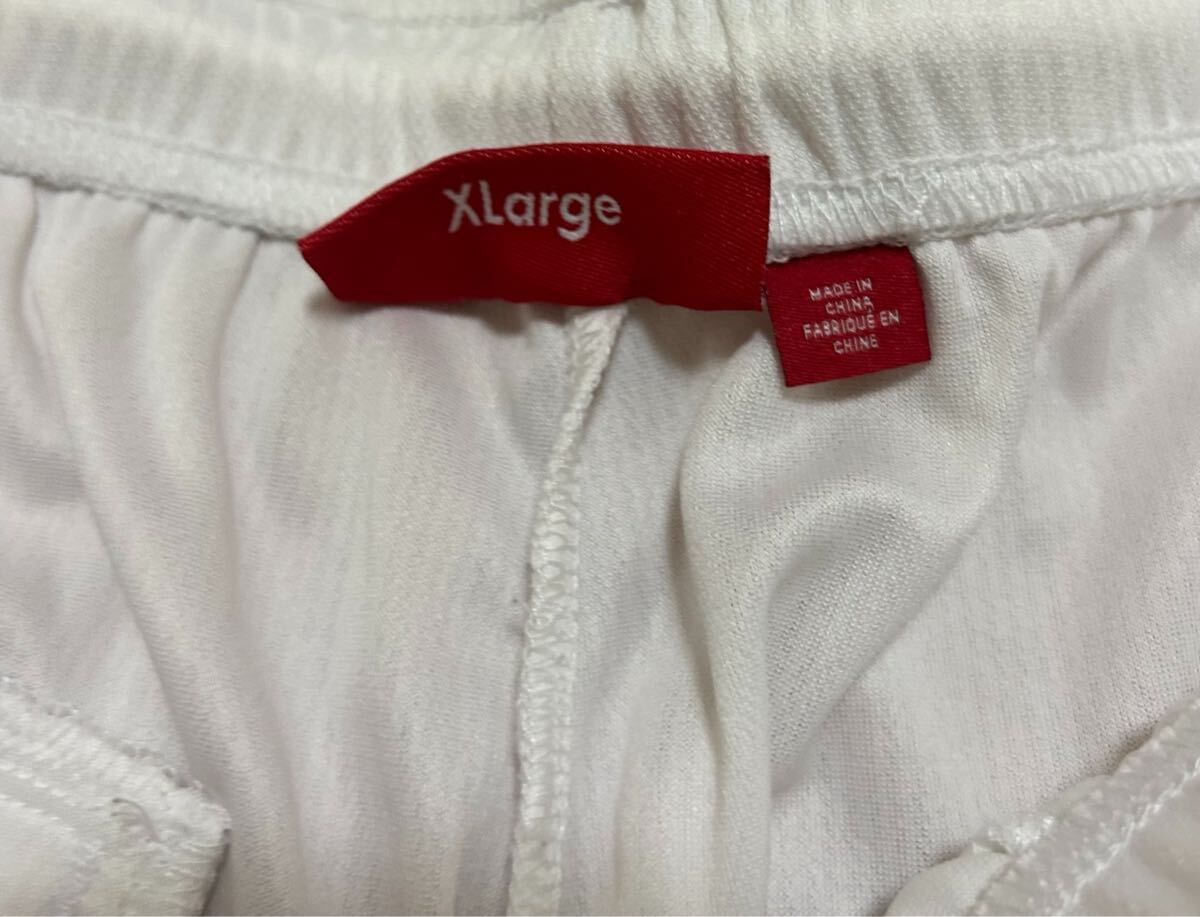 XLarge
MADE IN
CHINA
FABRIQUÉ EN
CHINE